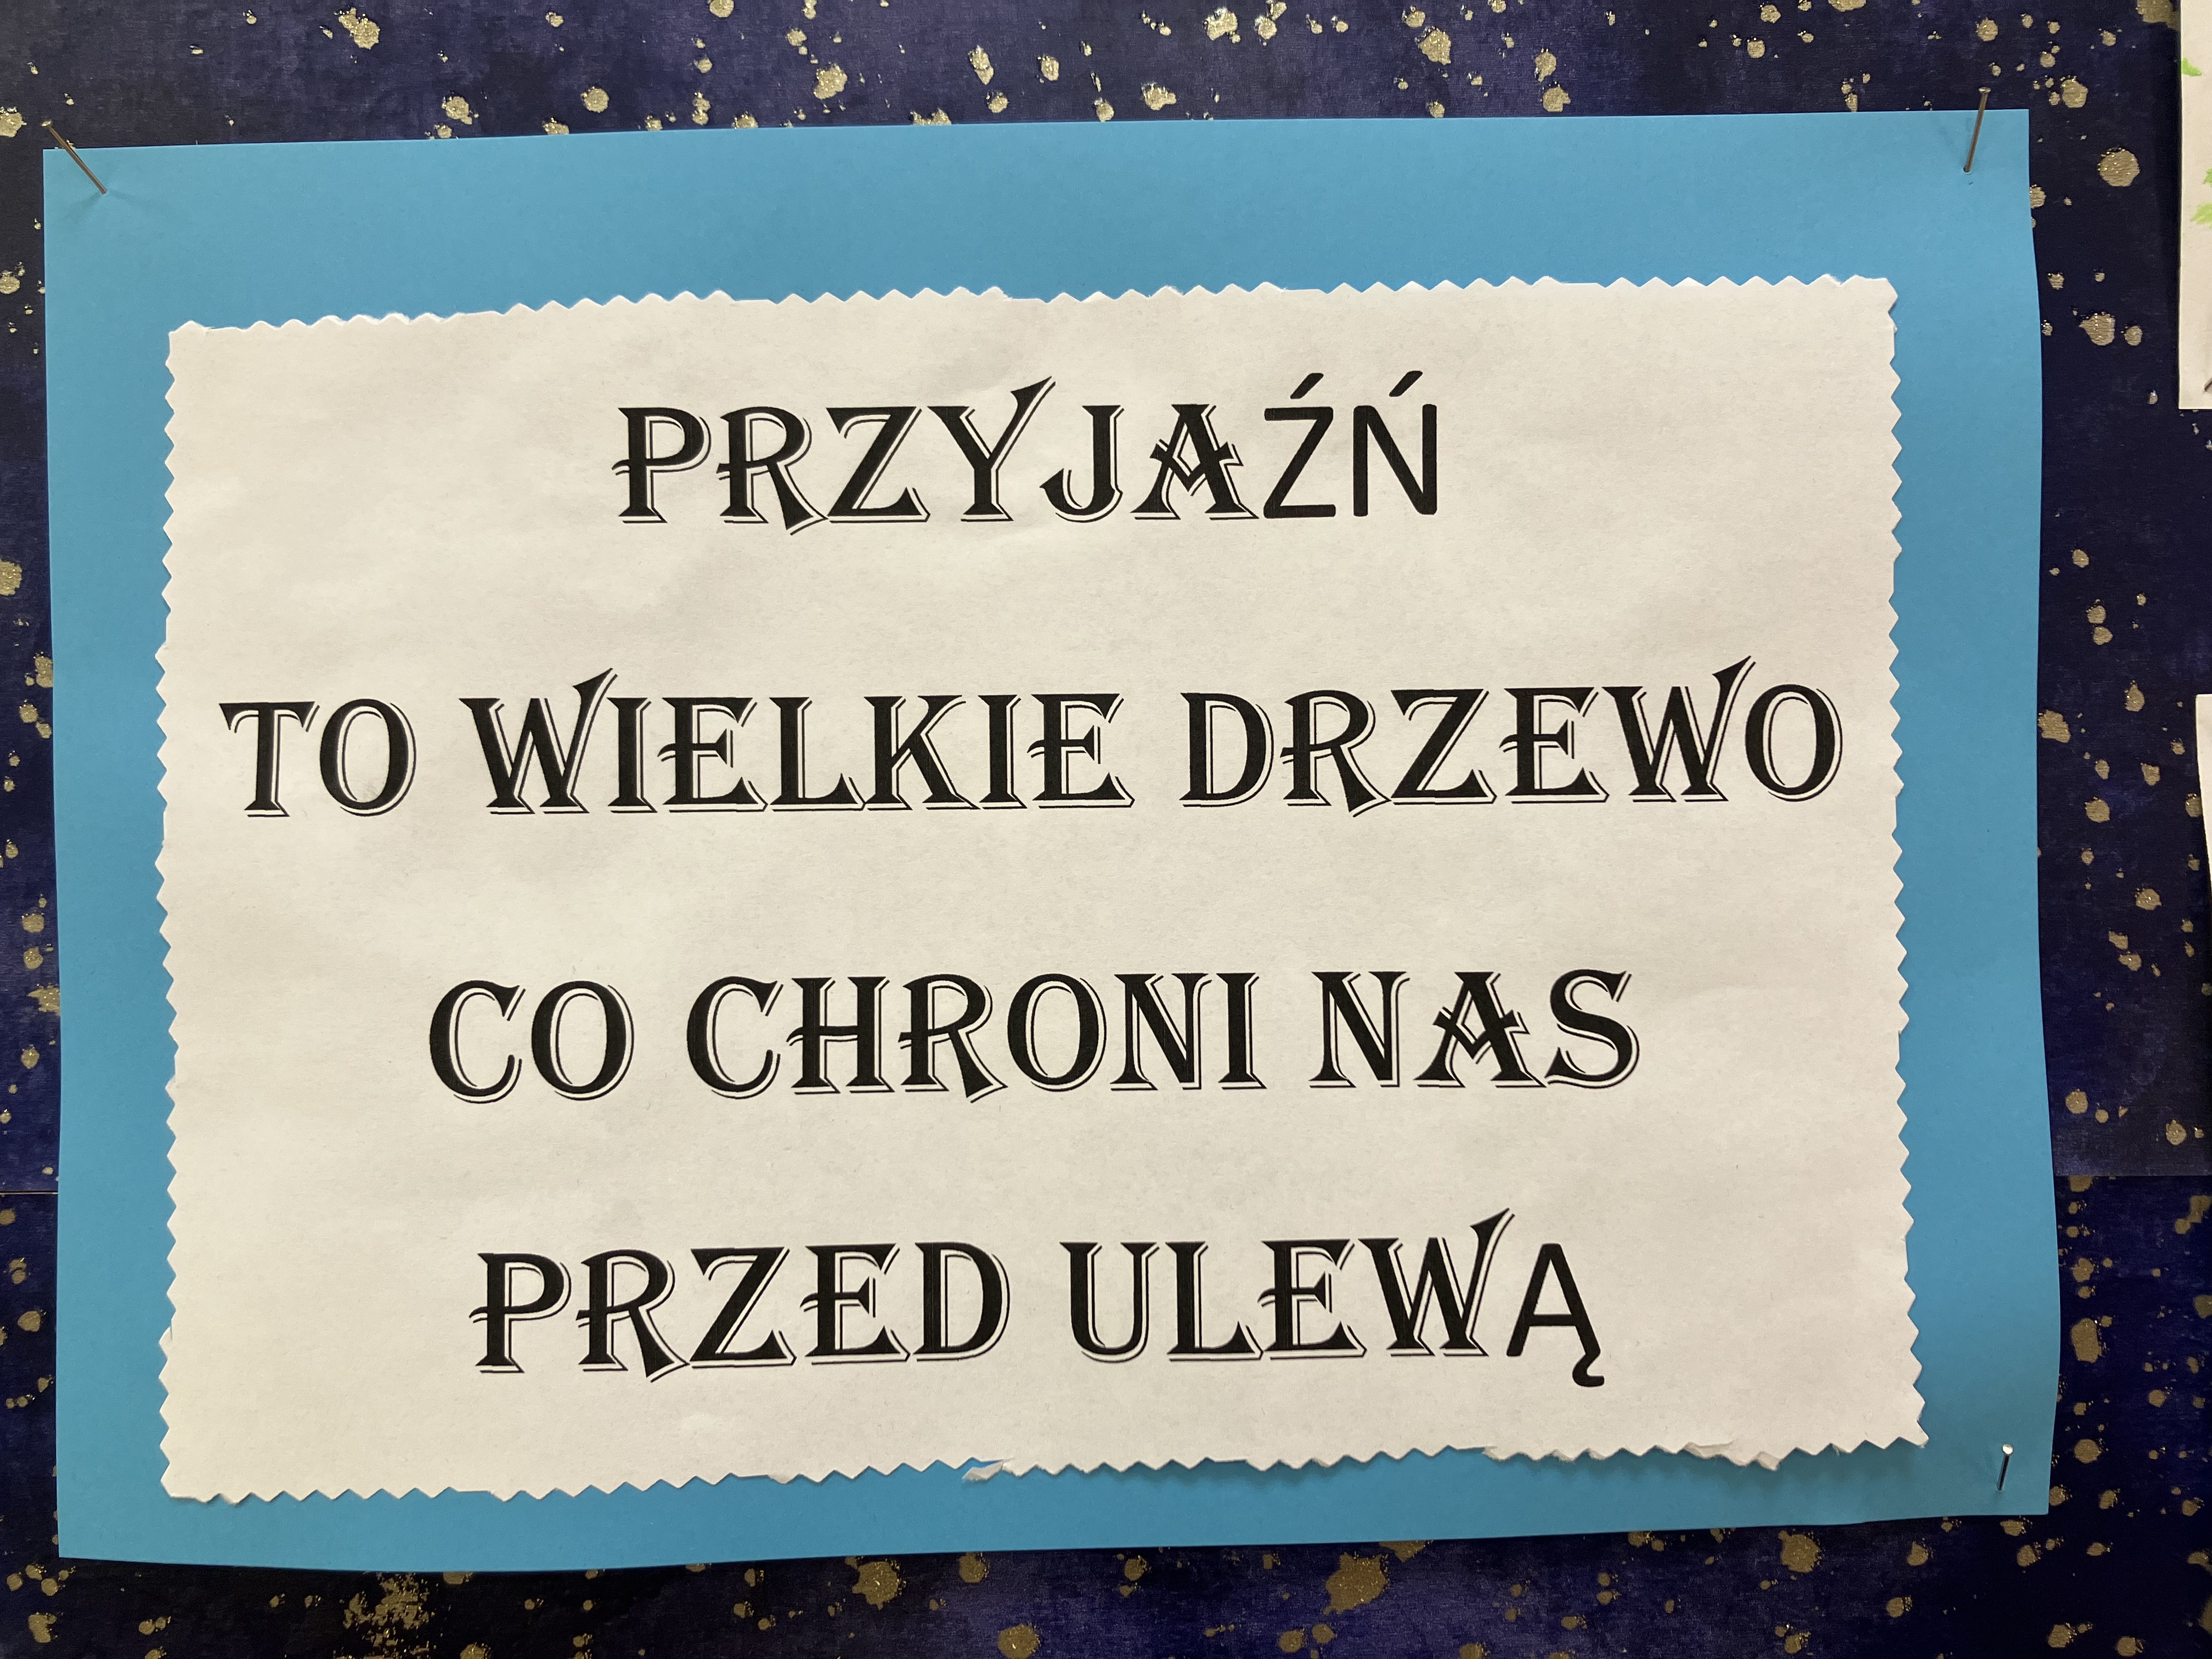 PRZYJAŹŃ
TO WIELKIE DRZEWO
CO CHRONI NAS
PRZED ULEWĄ